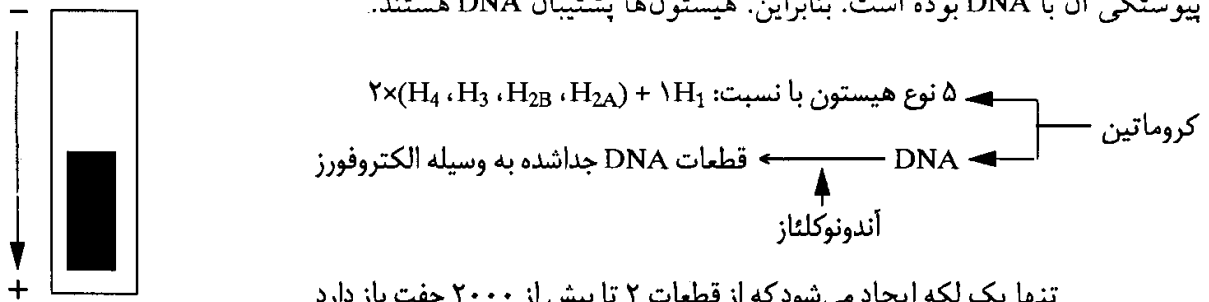 پیوستگی آن با DNA بوده است. بنابراین. هیستون‌ها پشتیبان DNA هستند.
−
۵ نوع هیستون با نسبت: ۲×(H4 ،H3 ،H2B ،H2A) + ۱H1
کروماتین
DNA
قطعات DNA جداشده به وسیله الکتروفورز
آندونوکلئاز
+
تنها یک لکه ایجاد می‌شود که از قطعات ۲ تا بیش از ۲۰۰۰ جفت باز دارد